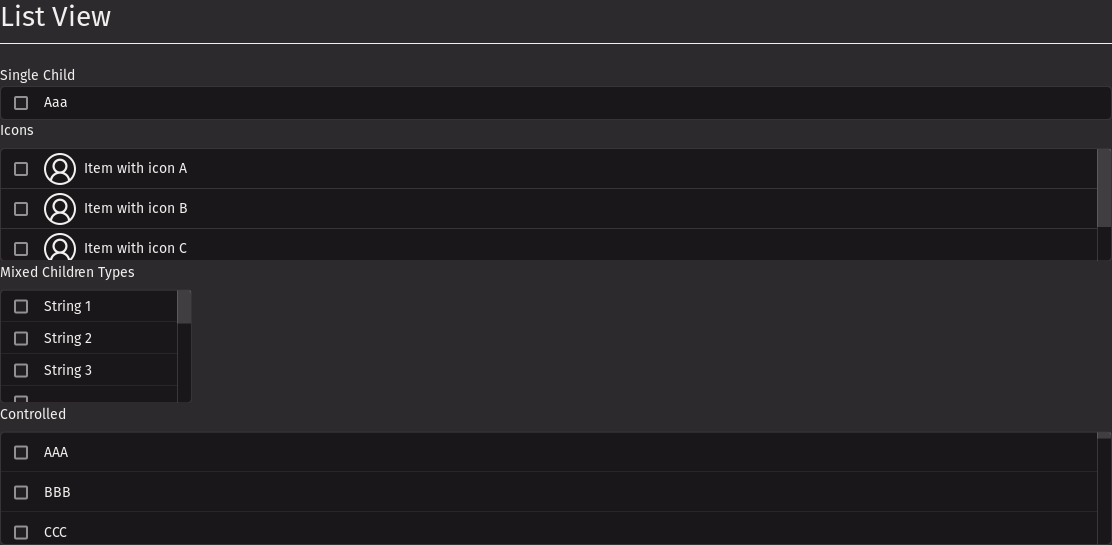 List View
Single Child
Aaa
Icons
Item with icon A
Item with icon B
Item with icon C
Mixed Children Types
String 1
String 2
String 3
Controlled
AAA
BBB
CCC